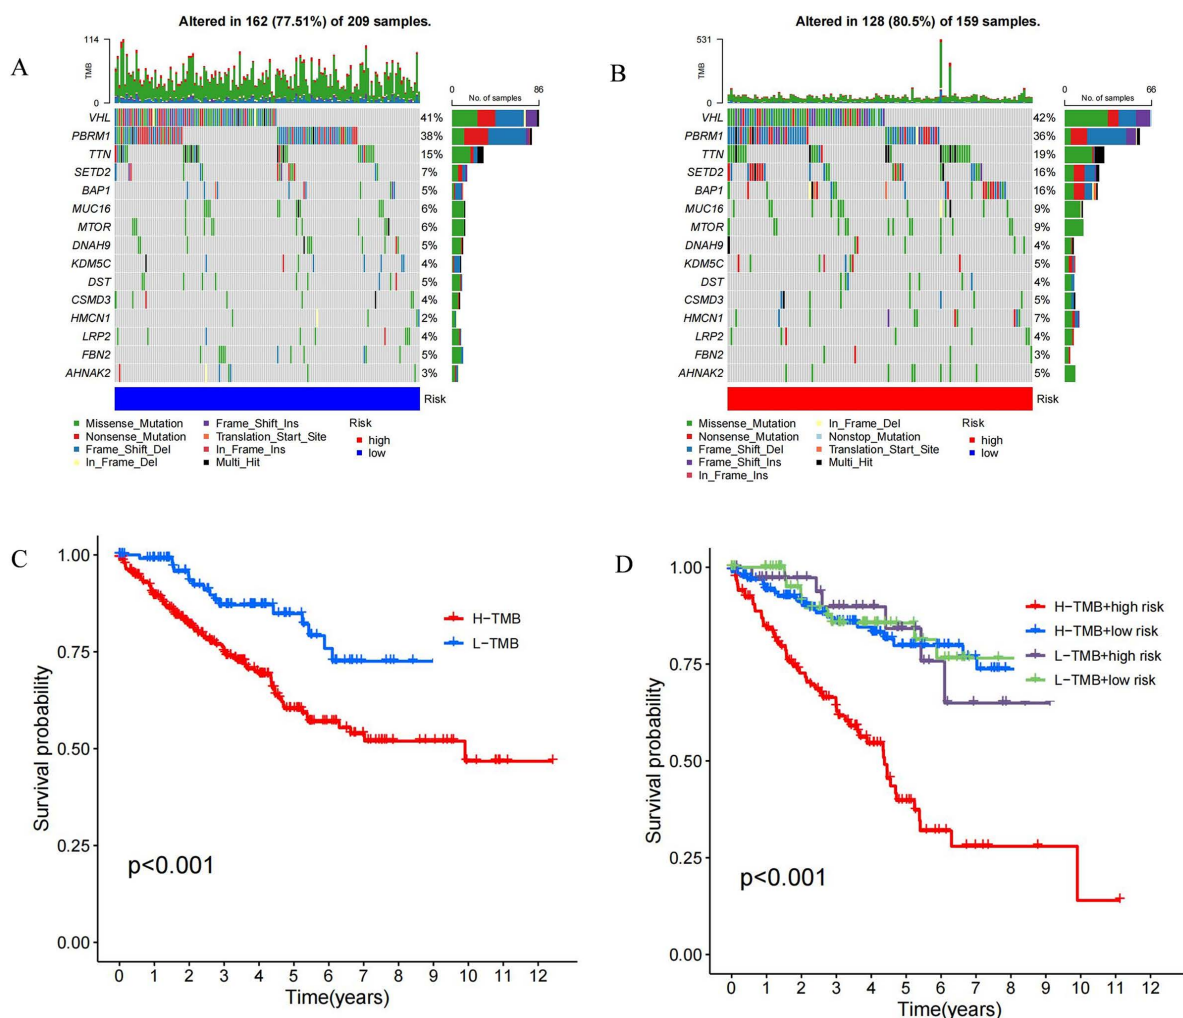 Altered in 162 (77.51%) of 209 samples.
A
114
TMB
0
No. of samples
0 86
VHL 41%
PBRM1 38%
TTN 15%
SETD2 7%
BAP1 5%
MUC16 6%
MTOR 6%
DNAH9 5%
KDM5C 4%
DST 5%
CSMD3 4%
HMCN1 2%
LRP2 4%
FBN2 5%
AHNAK2 3%
Risk
Missense_Mutation Frame_Shift_Ins Risk
Nonsense_Mutation Translation_Start_Site high
Frame_Shift_Del In_Frame_Ins low
In_Frame_Del Multi_Hit
Altered in 128 (80.5%) of 159 samples.
B
531
TMB
0
No. of samples
0 66
VHL 42%
PBRM1 36%
TTN 19%
SETD2 16%
BAP1 16%
MUC16 9%
MTOR 9%
DNAH9 4%
KDM5C 5%
DST 4%
CSMD3 5%
HMCN1 7%
LRP2 4%
FBN2 3%
AHNAK2 5%
Risk
Missense_Mutation In_Frame_Del Risk
Nonsense_Mutation Nonstop_Mutation high
Frame_Shift_Del Translation_Start_Site low
Frame_Shift_Ins Multi_Hit
In_Frame_Ins
C
Survival probability
1.00
0.75
0.50
0.25
0.00
H-TMB
L-TMB
p<0.001
0 1 2 3 4 5 6 7 8 9 10 11 12
Time(years)
D
Survival probability
1.00
0.75
0.50
0.25
0.00
H-TMB+high risk
H-TMB+low risk
L-TMB+high risk
L-TMB+low risk
p<0.001
0 1 2 3 4 5 6 7 8 9 10 11 12
Time(years)